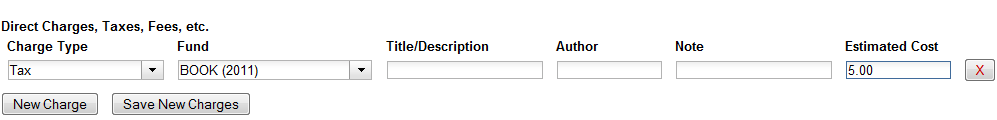 Direct Charges, Taxes, Fees, etc.
Charge Type Fund Title/Description Author Note Estimated Cost
Tax BOOK (2011) 5.00 X
New Charge Save New Charges